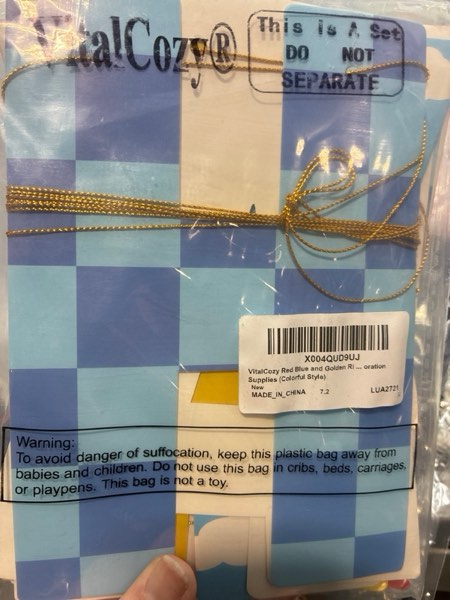 VitalCozy®
This is A Set
DO NOT
SEPARATE
X004QUD9UJ
VitalCozy Red Blue and Golden Ri ... oration
Supplies (Colorful Style)
New
MADE_IN_CHINA 7.2 LUA2721
Warning:
To avoid danger of suffocation, keep this plastic bag away from
babies and children. Do not use this bag in cribs, beds, carriages,
or playpens. This bag is not a toy.